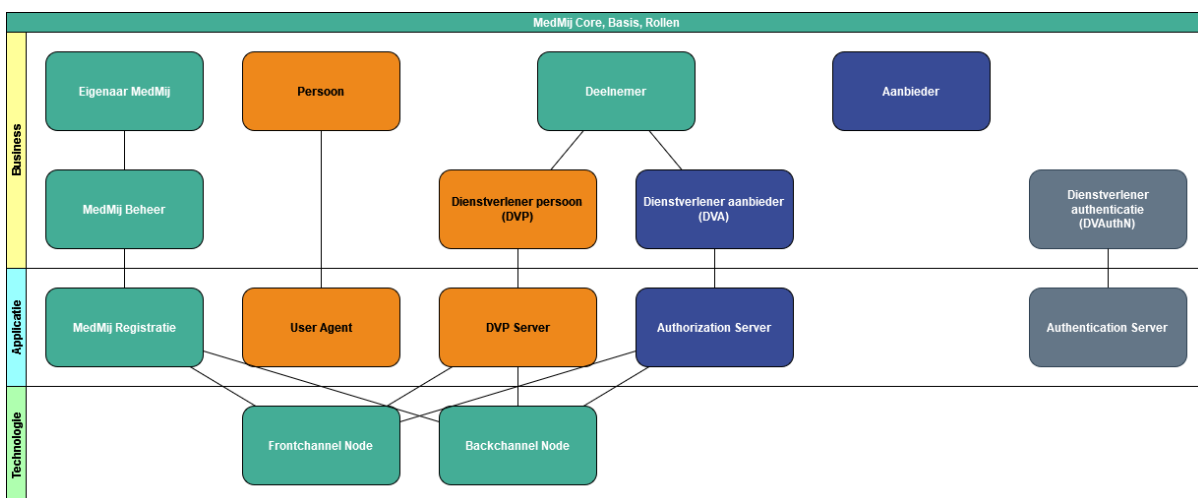 MedMij Core, Basis, Rollen
Business
Eigenaar MedMij
Persoon
Deelnemer
Aanbieder
MedMij Beheer
Dienstverlener persoon
(DVP)
Dienstverlener aanbieder
(DVA)
Dienstverlener
authenticatie
(DVAuthN)
Applicatie
MedMij Registratie
User Agent
DVP Server
Authorization Server
Authentication Server
Technologie
Frontchannel Node
Backchannel Node